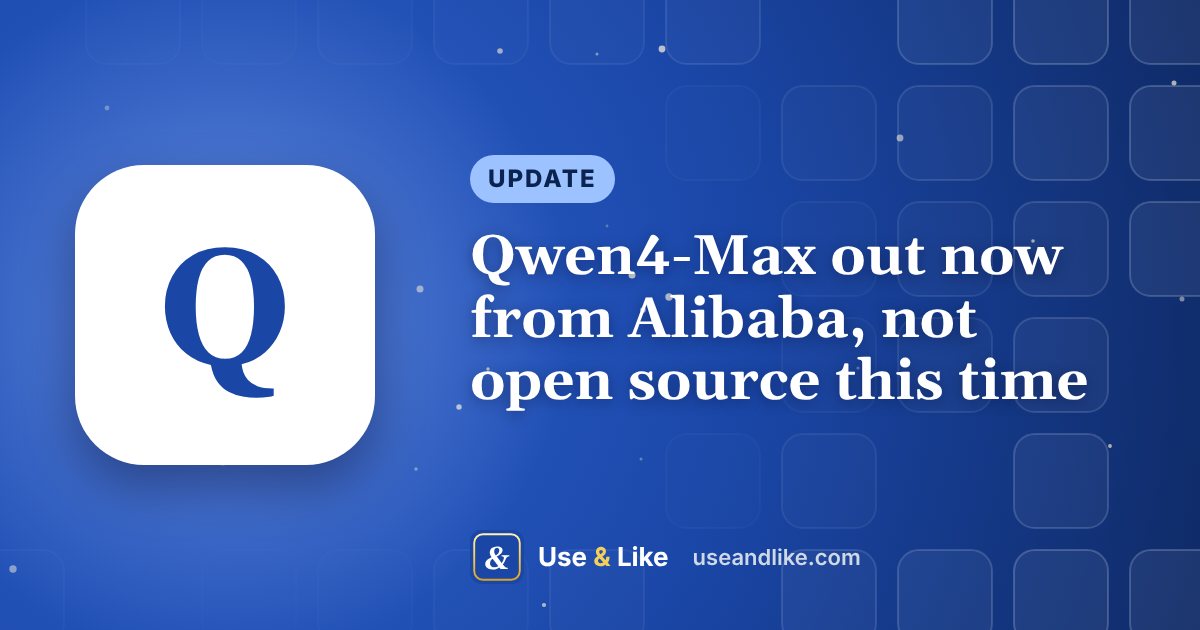 Q
UPDATE
Qwen4-Max out now
from Alibaba, not
open source this time
& Use & Like useandlike.com